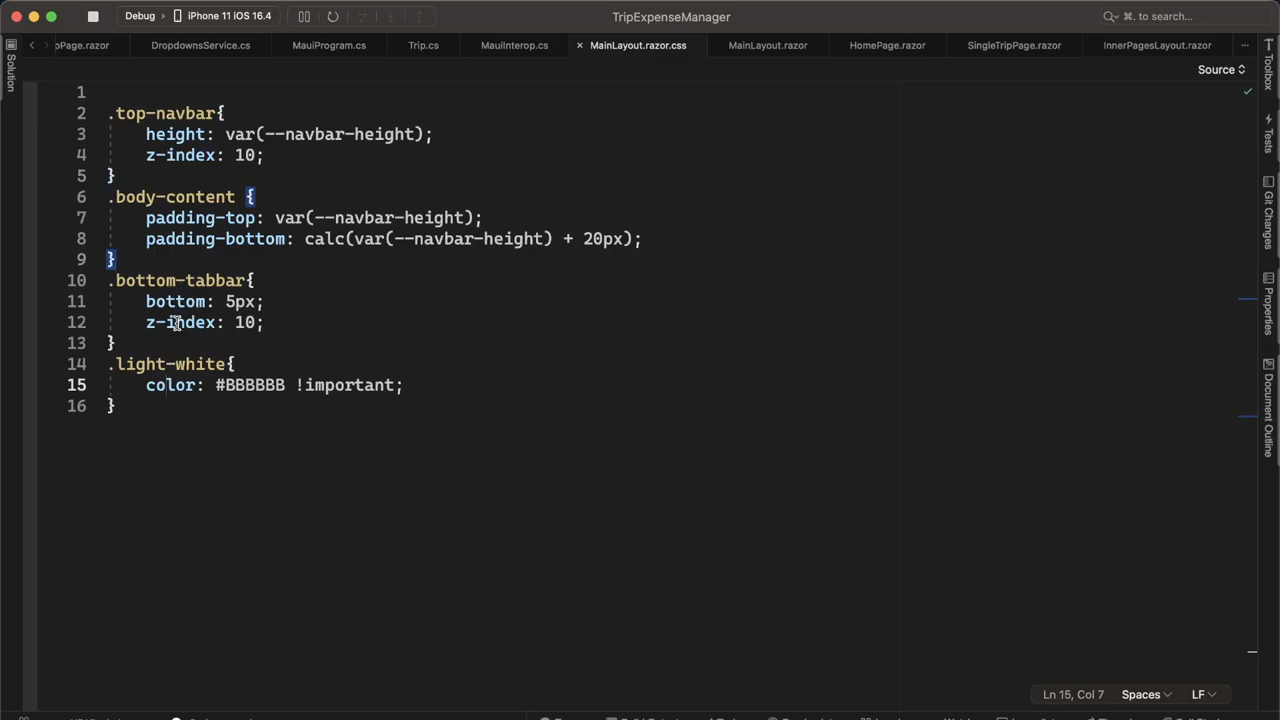 Debug > iPhone 11 iOS 16.4
TripExpenseManager
⌘. to search...
pPage.razor
DropdownsService.cs
MauiProgram.cs
Trip.cs
MauiInterop.cs
× MainLayout.razor.css
MainLayout.razor
HomePage.razor
SingleTripPage.razor
InnerPagesLayout.razor
...
Solution
Toolbox
Tests
Git Changes
Properties
Document Outline
Source
1
2 .top-navbar{
3 height: var(--navbar-height);
4 z-index: 10;
5 }
6 .body-content {
7 padding-top: var(--navbar-height);
8 padding-bottom: calc(var(--navbar-height) + 20px);
9 }
10 .bottom-tabbar{
11 bottom: 5px;
12 z-index: 10;
13 }
14 .light-white{
15 color: #BBBBBB !important;
16 }
Ln 15, Col 7 Spaces LF